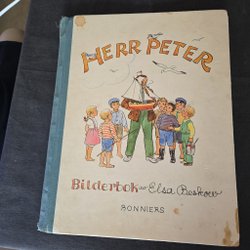 HERR PETER
Bilderbok av Elsa Beskow
BONNIERS